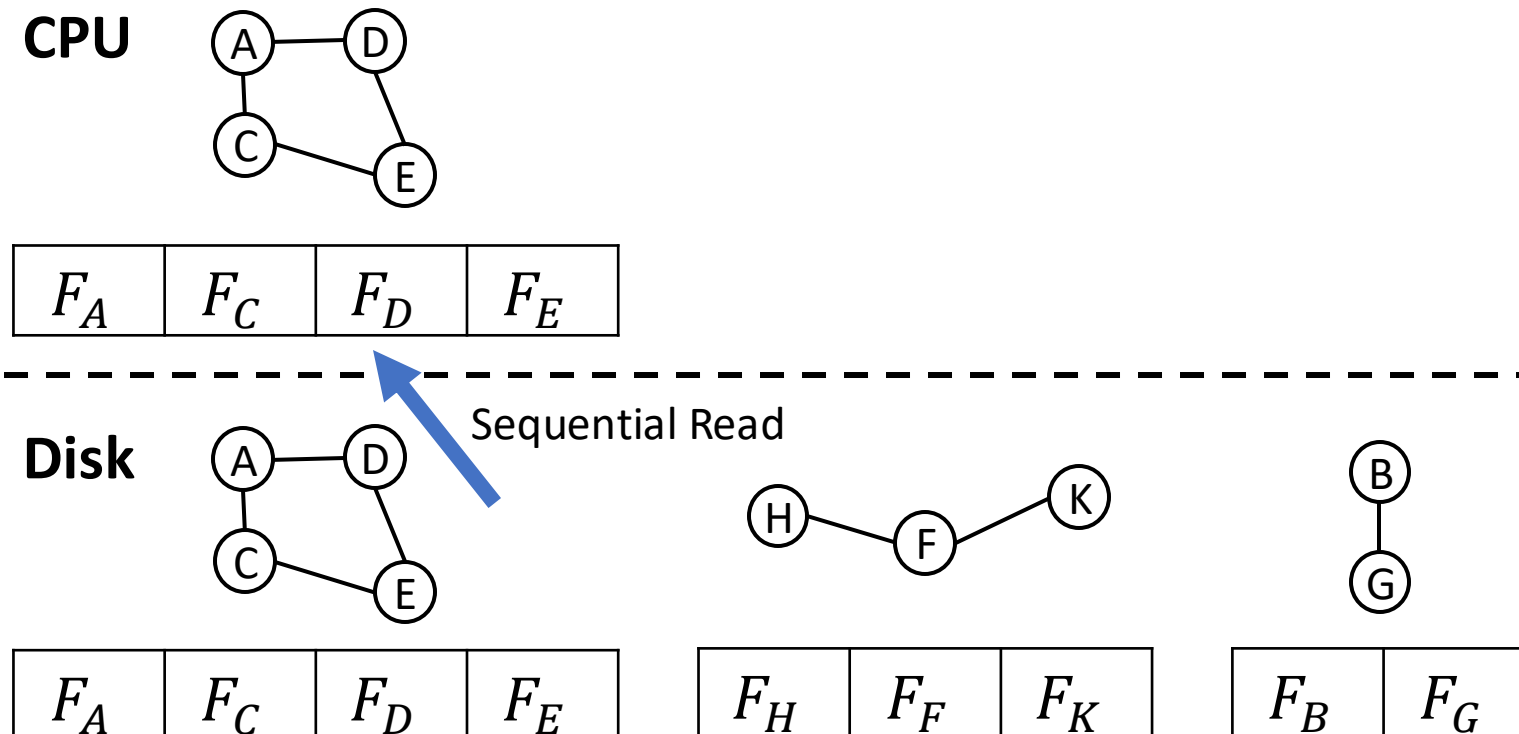 CPU
A D
C
E
F_A F_C F_D F_E
Sequential Read
Disk
A D
H F K
B
C
E
G
F_A F_C F_D F_E
F_H F_F F_K
F_B F_G